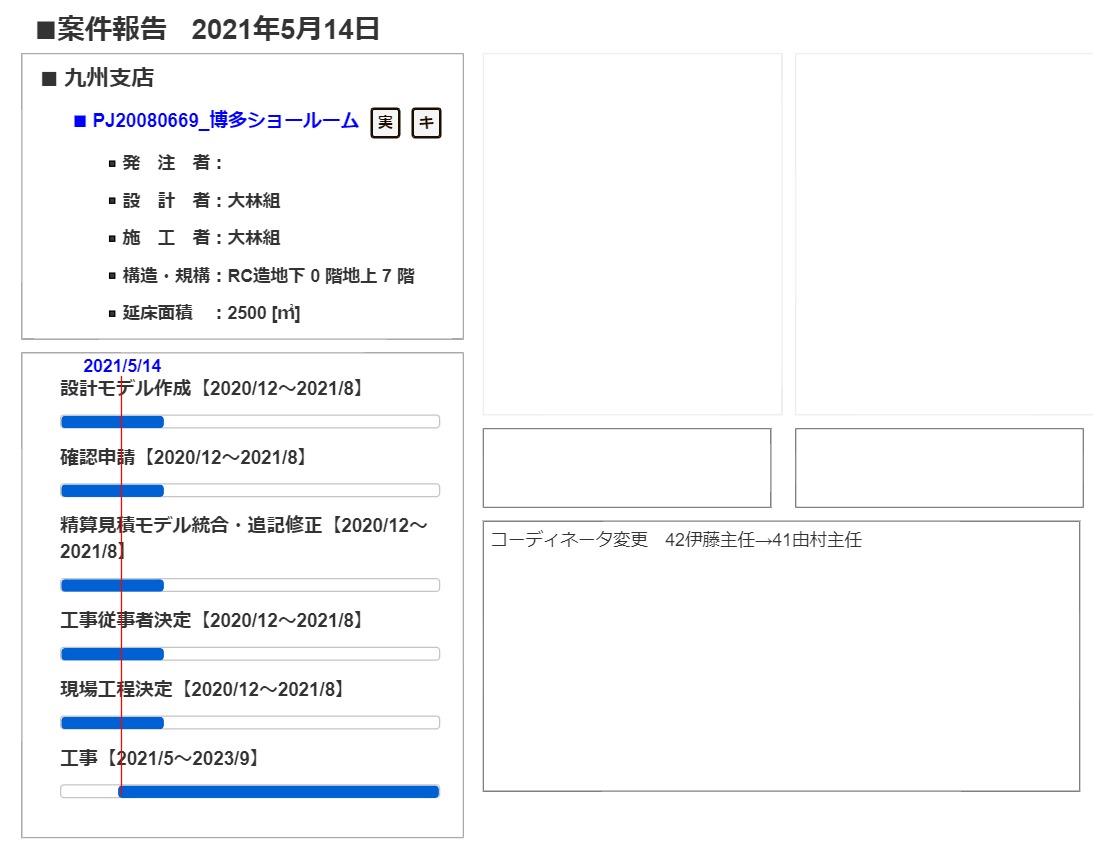 ■案件報告　2021年5月14日
■ 九州支店
■ PJ20080669_博多ショールーム 実 キ
▪ 発　注　者：
▪ 設　計　者：大林組
▪ 施　工　者：大林組
▪ 構造・規構：RC造地下 0 階地上 7 階
▪ 延床面積　：2500 [㎡]
2021/5/14
設計モデル作成【2020/12～2021/8】
確認申請【2020/12～2021/8】
精算見積モデル統合・追記修正【2020/12～
2021/8】
工事従事者決定【2020/12～2021/8】
現場工程決定【2020/12～2021/8】
工事【2021/5～2023/9】
コーディネータ変更　42伊藤主任→41由村主任